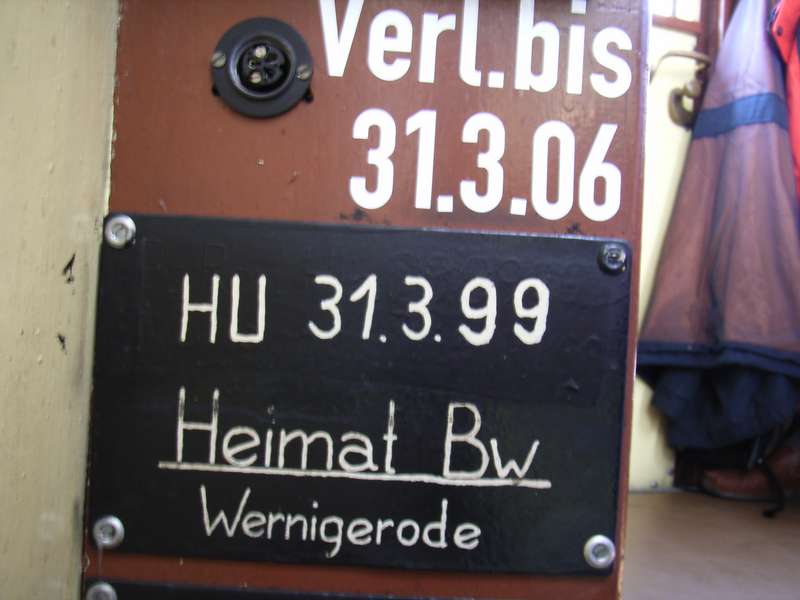 Verl.bis
31.3.06
HU 31.3.99
Heimat Bw
Wernigerode